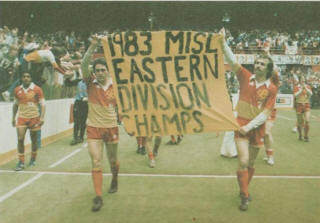 1983 MISL
EASTERN
DIVISION
CHAMPS